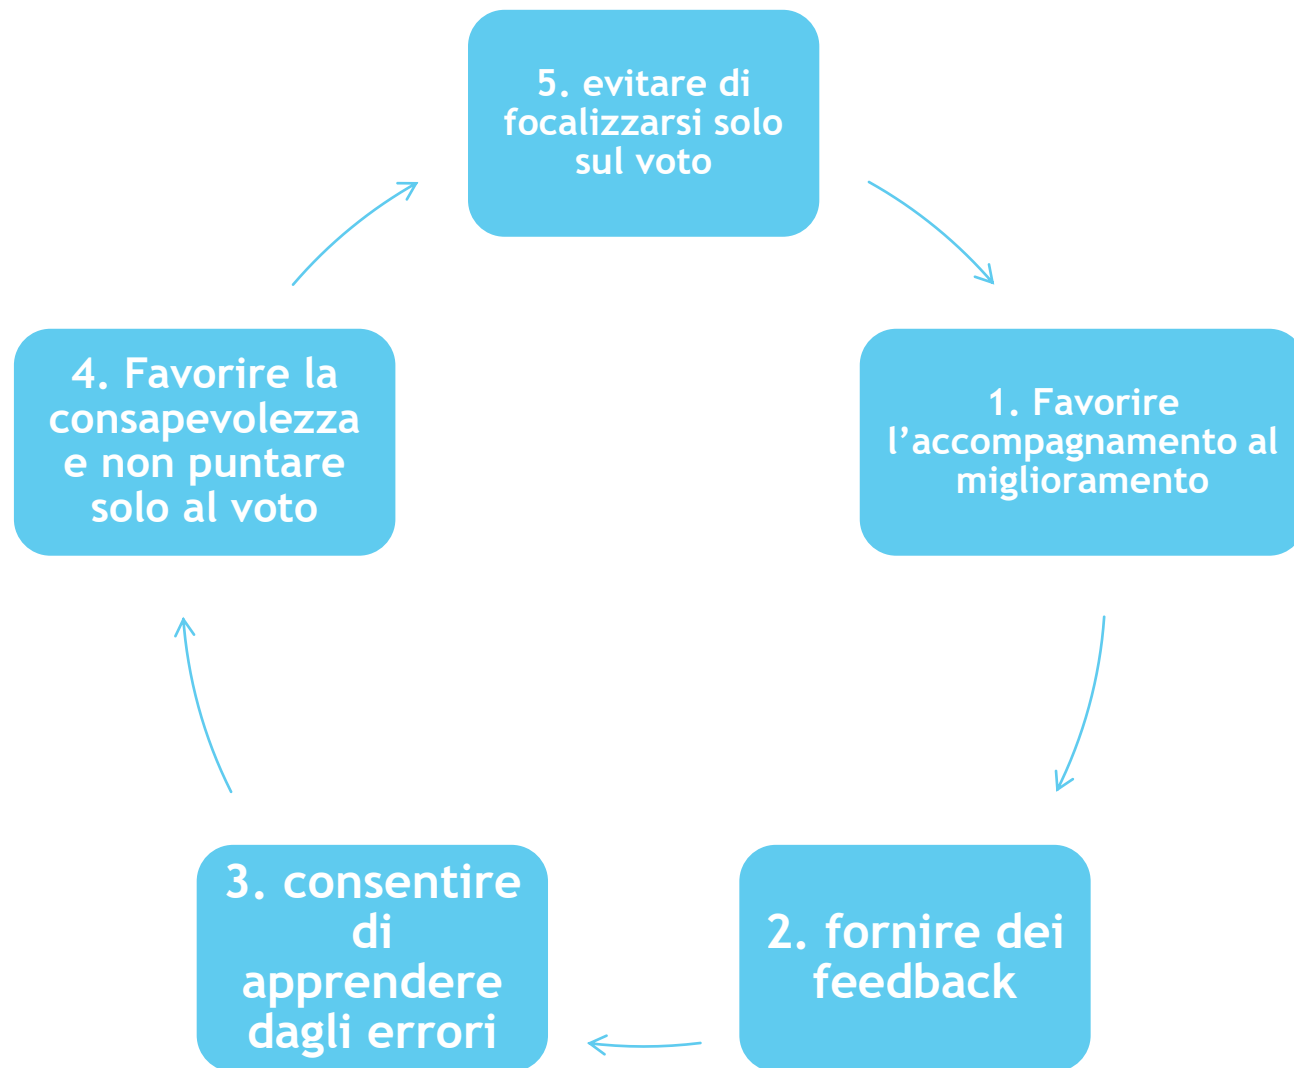 5. evitare di
focalizzarsi solo
sul voto
1. Favorire
l’accompagnamento al
miglioramento
2. fornire dei
feedback
3. consentire
di
apprendere
dagli errori
4. Favorire la
consapevolezza
e non puntare
solo al voto